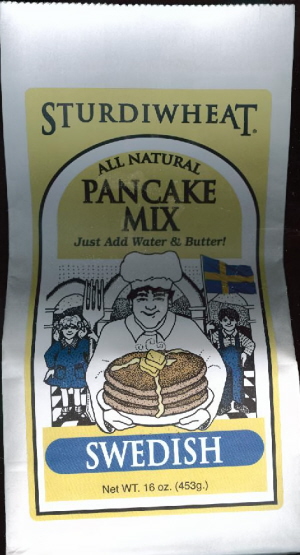 STURDIWHEAT®
ALL NATURAL
PANCAKE
MIX
Just Add Water & Butter!
SWEDISH
Net WT. 16 oz. (453g.)